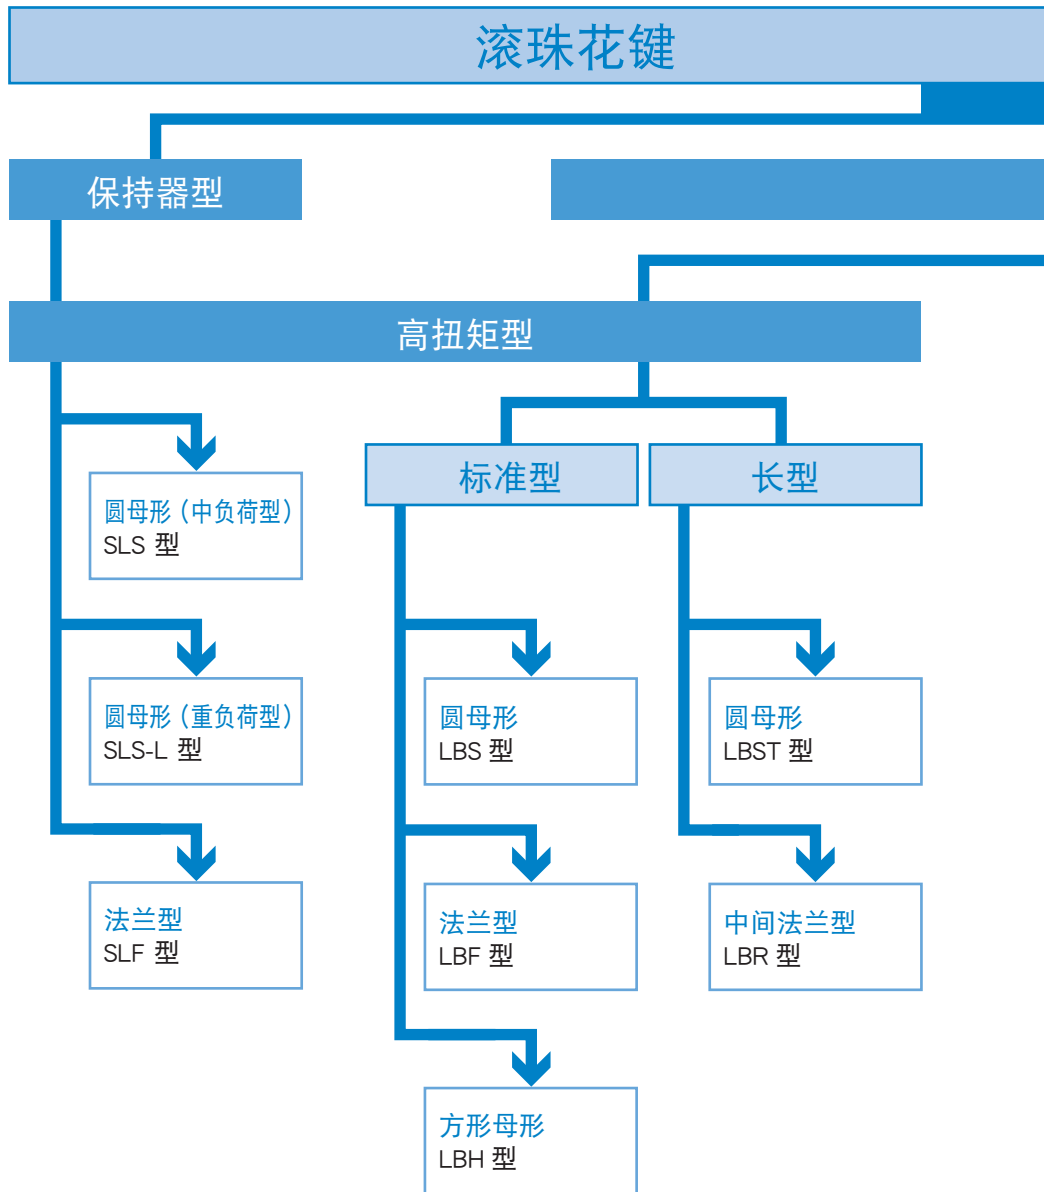 滚珠花键
保持器型
高扭矩型
标准型
长型
圆母形（中负荷型）
SLS 型
圆母形（重负荷型）
SLS-L 型
圆母形
LBS 型
圆母形
LBST 型
法兰型
SLF 型
法兰型
LBF 型
中间法兰型
LBR 型
方形母形
LBH 型